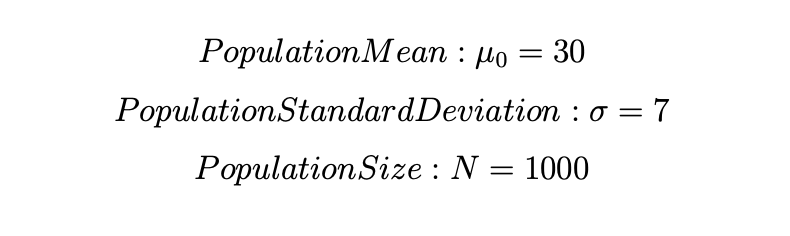 PopulationMean : μ₀ = 30
PopulationStandardDeviation : σ = 7
PopulationSize : N = 1000